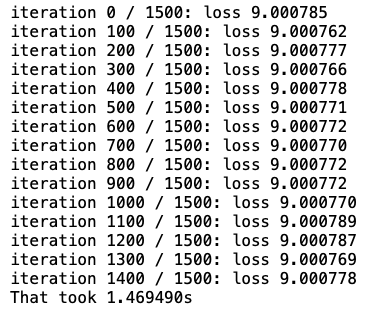 iteration 0 / 1500: loss 9.000785
iteration 100 / 1500: loss 9.000762
iteration 200 / 1500: loss 9.000777
iteration 300 / 1500: loss 9.000766
iteration 400 / 1500: loss 9.000778
iteration 500 / 1500: loss 9.000771
iteration 600 / 1500: loss 9.000772
iteration 700 / 1500: loss 9.000770
iteration 800 / 1500: loss 9.000772
iteration 900 / 1500: loss 9.000772
iteration 1000 / 1500: loss 9.000770
iteration 1100 / 1500: loss 9.000789
iteration 1200 / 1500: loss 9.000787
iteration 1300 / 1500: loss 9.000769
iteration 1400 / 1500: loss 9.000778
That took 1.469490s